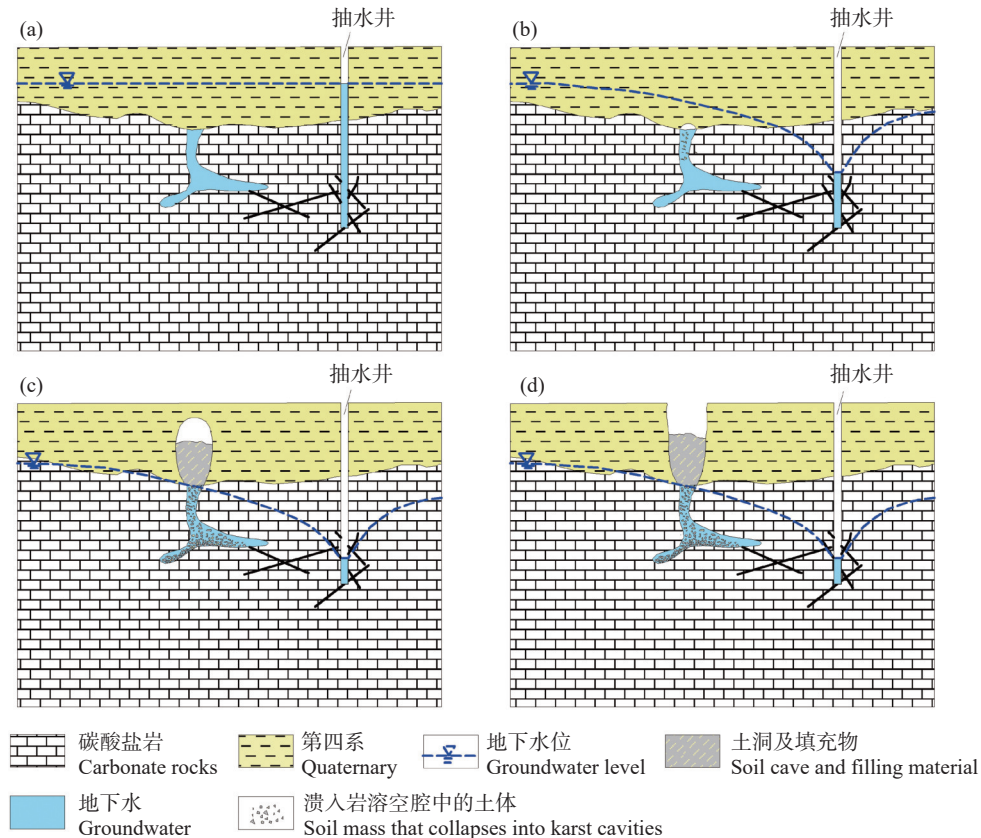 抽水井
抽水井
(a)
(b)
抽水井
抽水井
(c)
(d)
碳酸盐岩
Carbonate rocks
第四系
Quaternary
地下水位
Groundwater level
土洞及填充物
Soil cave and filling material
地下水
Groundwater
溃入岩溶空腔中的土体
Soil mass that collapses into karst cavities